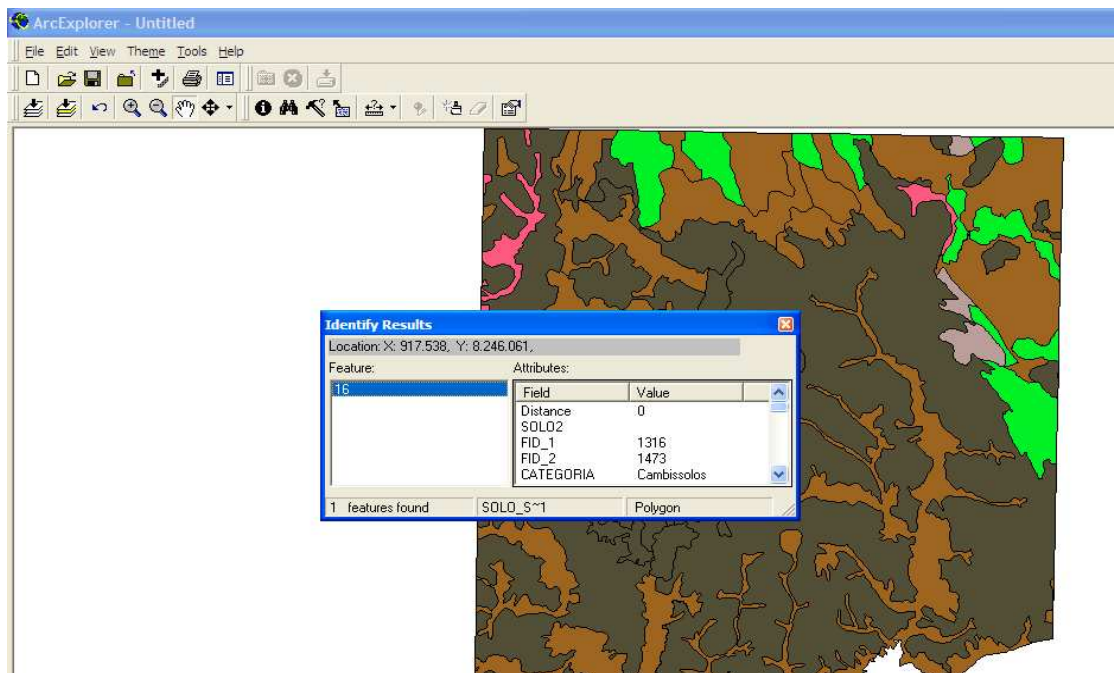 ArcExplorer - Untitled
File Edit View Theme Tools Help
Identify Results
Location: X: 917.538, Y: 8.246.061,
Feature:
Attributes:
16
Field Value
Distance 0
SOLO2
FID_1 1316
FID_2 1473
CATEGORIA Cambissolos
1 features found SOLO_S~1 Polygon